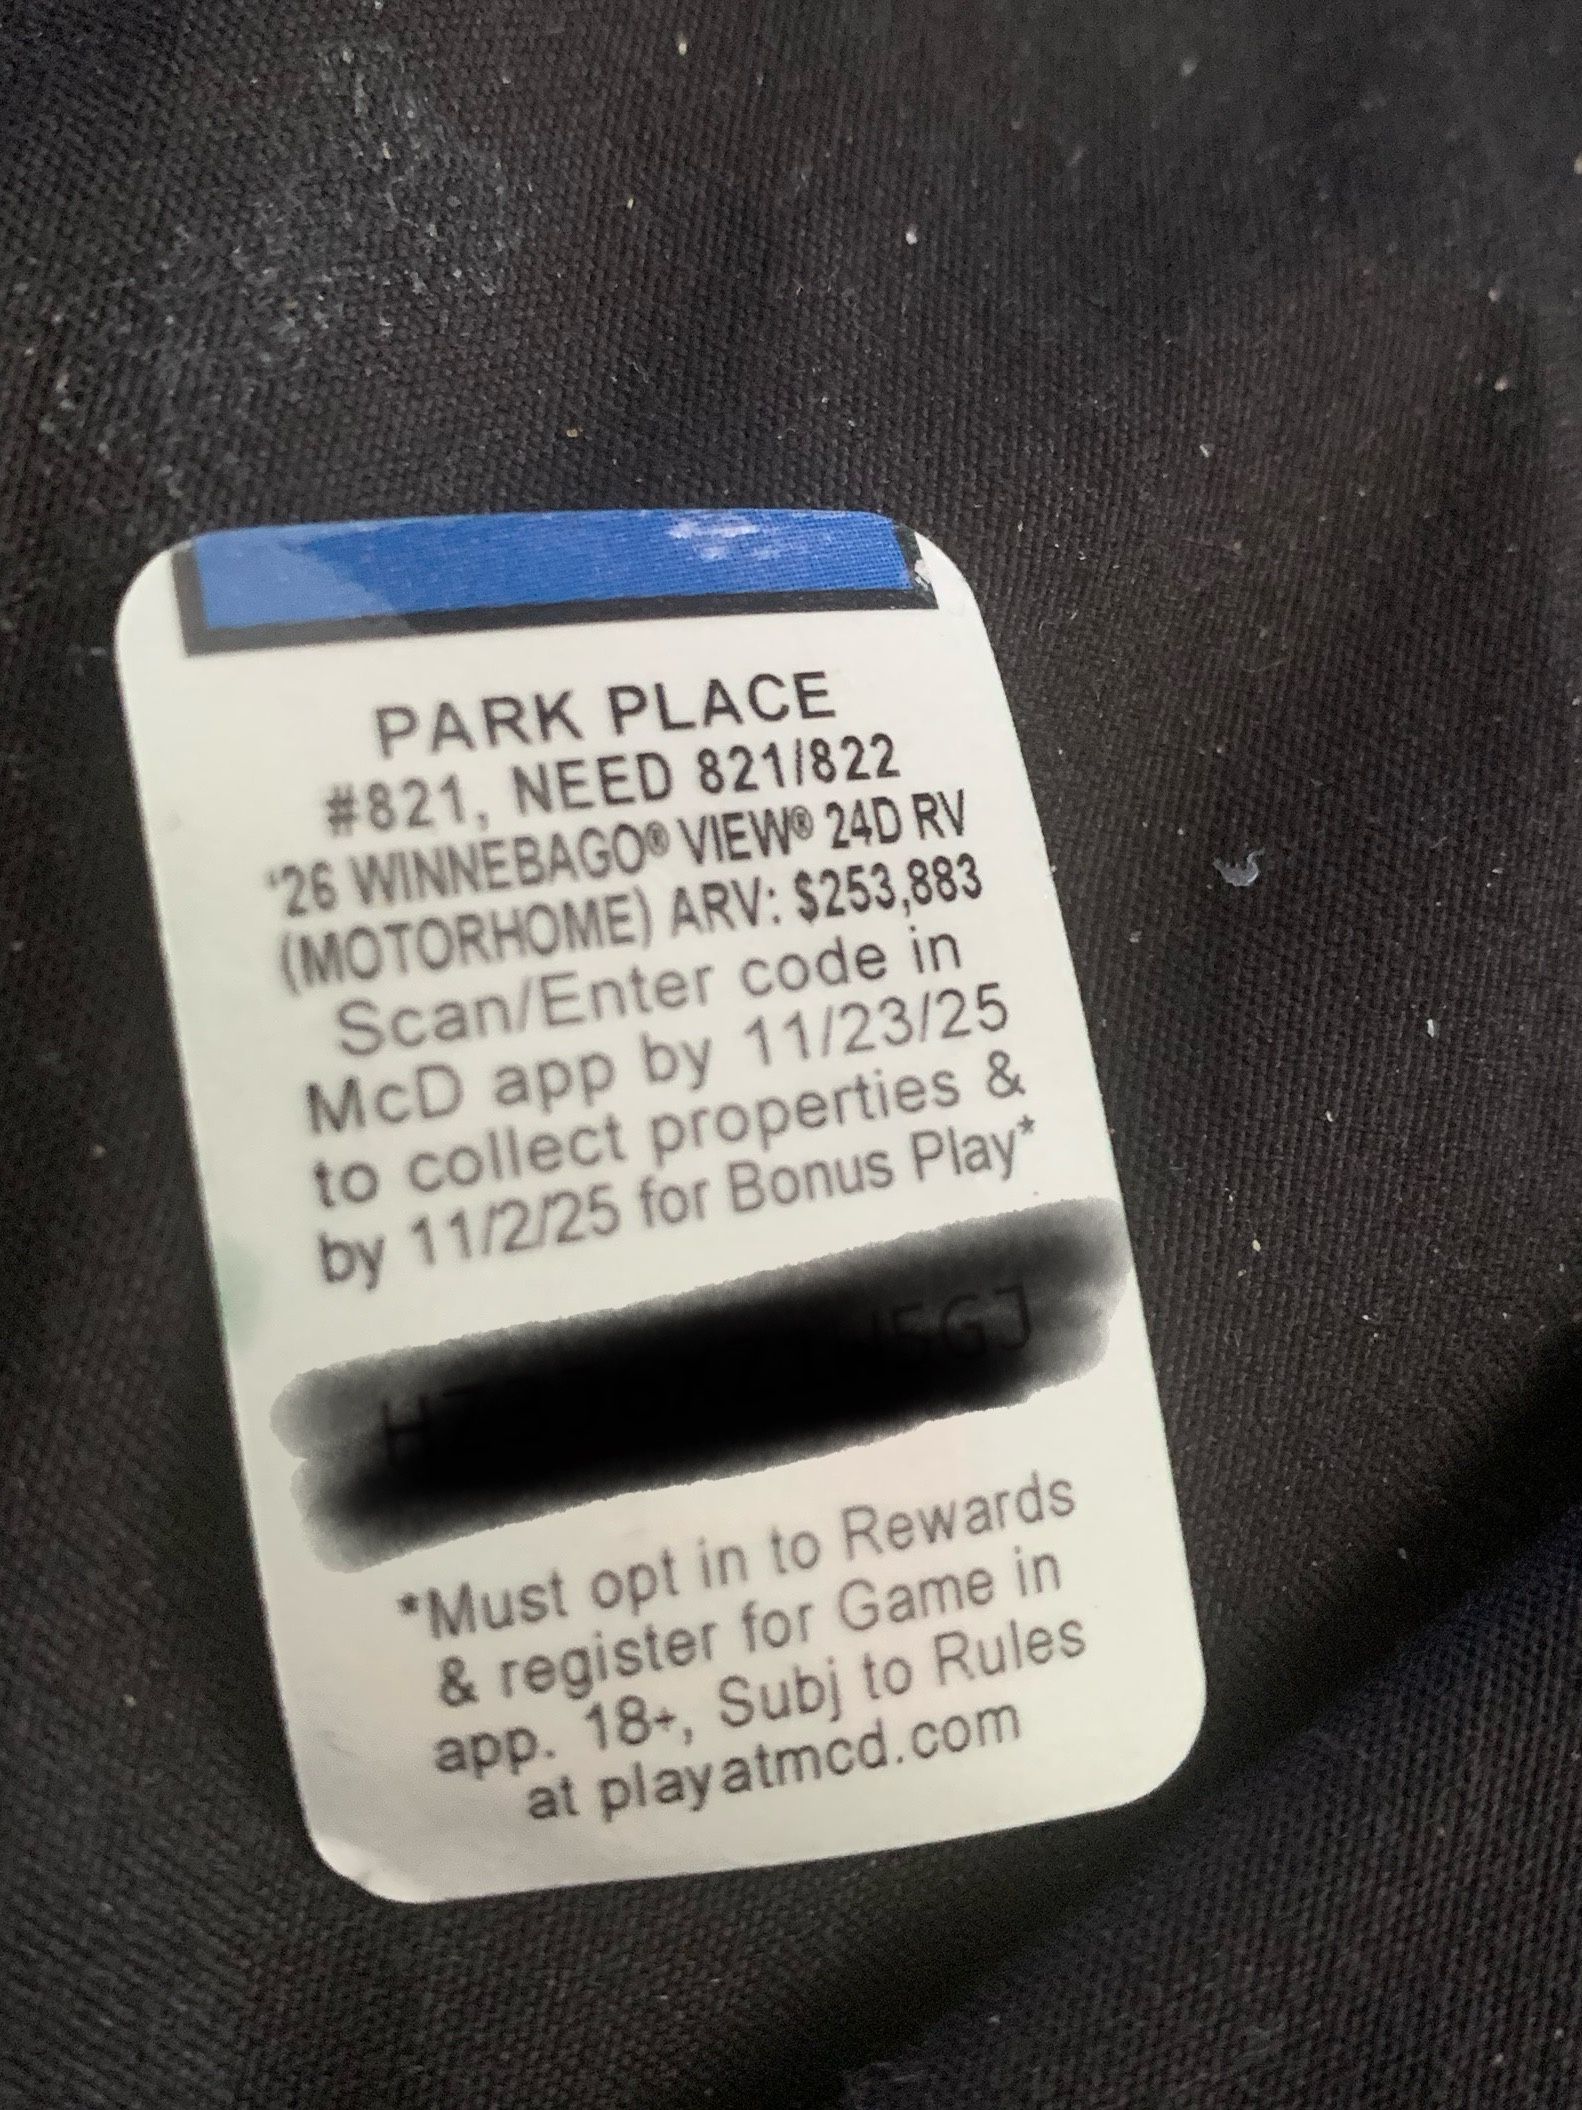 PARK PLACE
#821, NEED 821/822
'26 WINNEBAGO® VIEW® 24D RV
(MOTORHOME) ARV: $253,883
Scan/Enter code in
McD app by 11/23/25
to collect properties &
by 11/2/25 for Bonus Play*
*Must opt in to Rewards
& register for Game in
app. 18+, Subj to Rules
at playatmcd.com